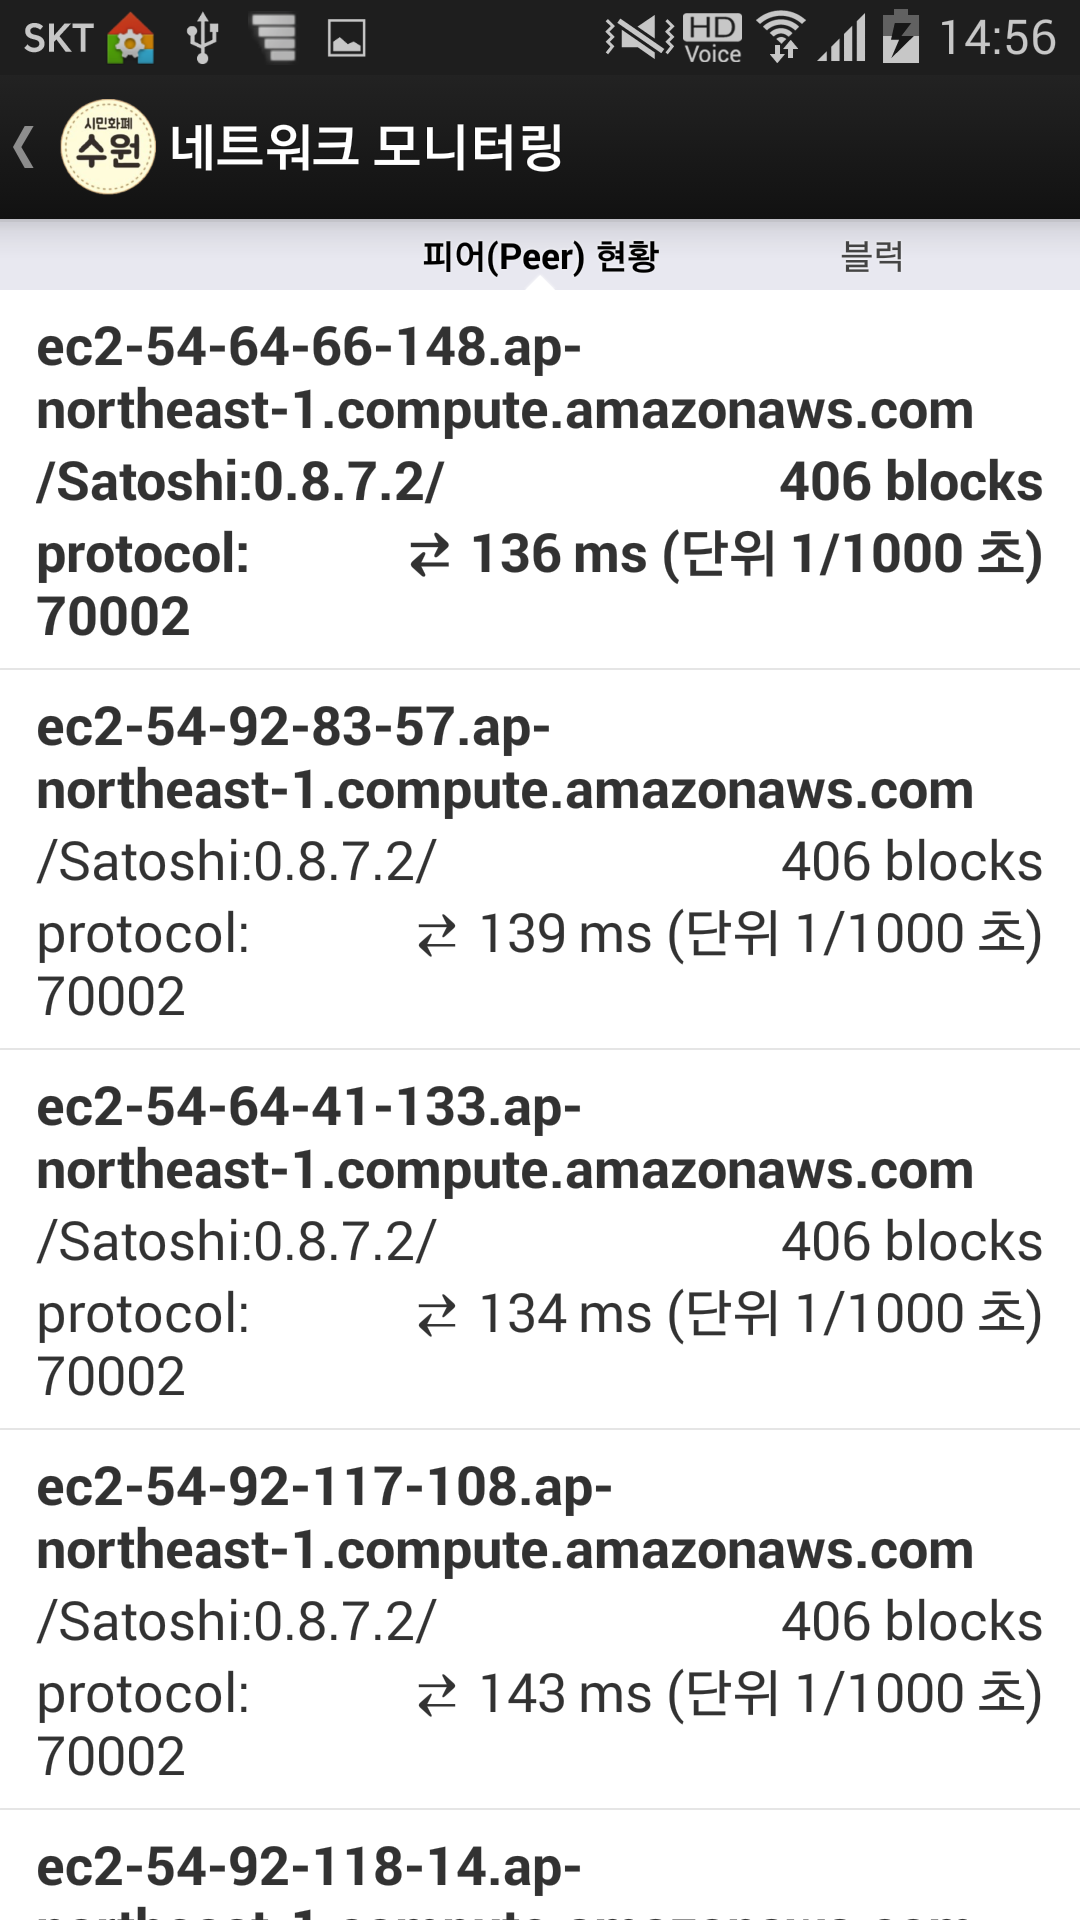 SKT HD Voice 14:56
시민화폐
수원
네트워크 모니터링
피어(Peer) 현황 블럭
ec2-54-64-66-148.ap-
northeast-1.compute.amazonaws.com
/Satoshi:0.8.7.2/ 406 blocks
protocol: ⇄ 136 ms (단위 1/1000 초)
70002
ec2-54-92-83-57.ap-
northeast-1.compute.amazonaws.com
/Satoshi:0.8.7.2/ 406 blocks
protocol: ⇄ 139 ms (단위 1/1000 초)
70002
ec2-54-64-41-133.ap-
northeast-1.compute.amazonaws.com
/Satoshi:0.8.7.2/ 406 blocks
protocol: ⇄ 134 ms (단위 1/1000 초)
70002
ec2-54-92-117-108.ap-
northeast-1.compute.amazonaws.com
/Satoshi:0.8.7.2/ 406 blocks
protocol: ⇄ 143 ms (단위 1/1000 초)
70002
ec2-54-92-118-14.ap-
northeast-1.compute.amazonaws.com